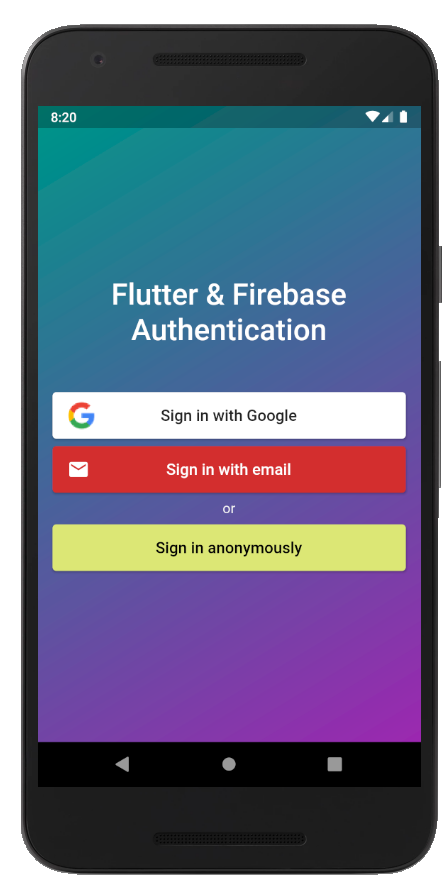 8:20
Flutter & Firebase
Authentication
Sign in with Google
Sign in with email
or
Sign in anonymously